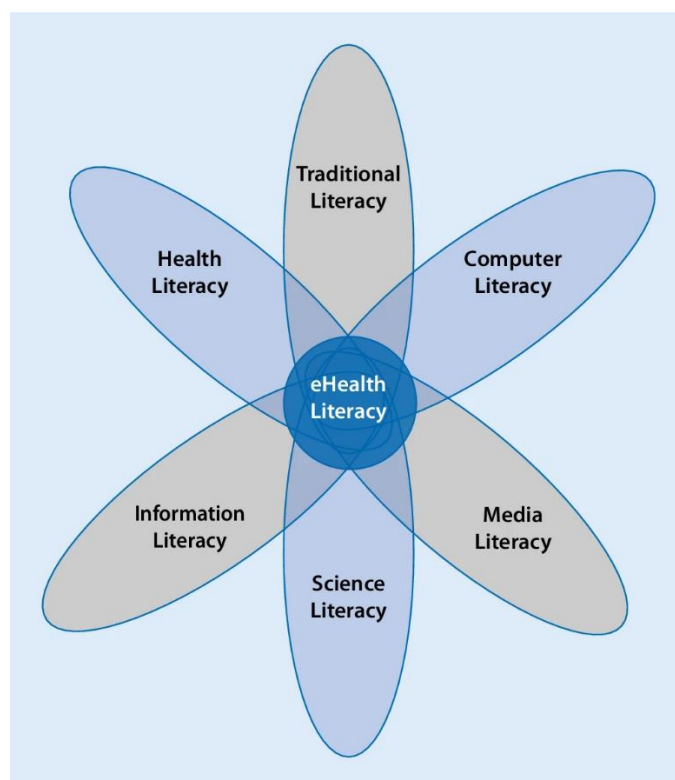 Traditional
Literacy
Health
Literacy
Computer
Literacy
eHealth
Literacy
Information
Literacy
Media
Literacy
Science
Literacy